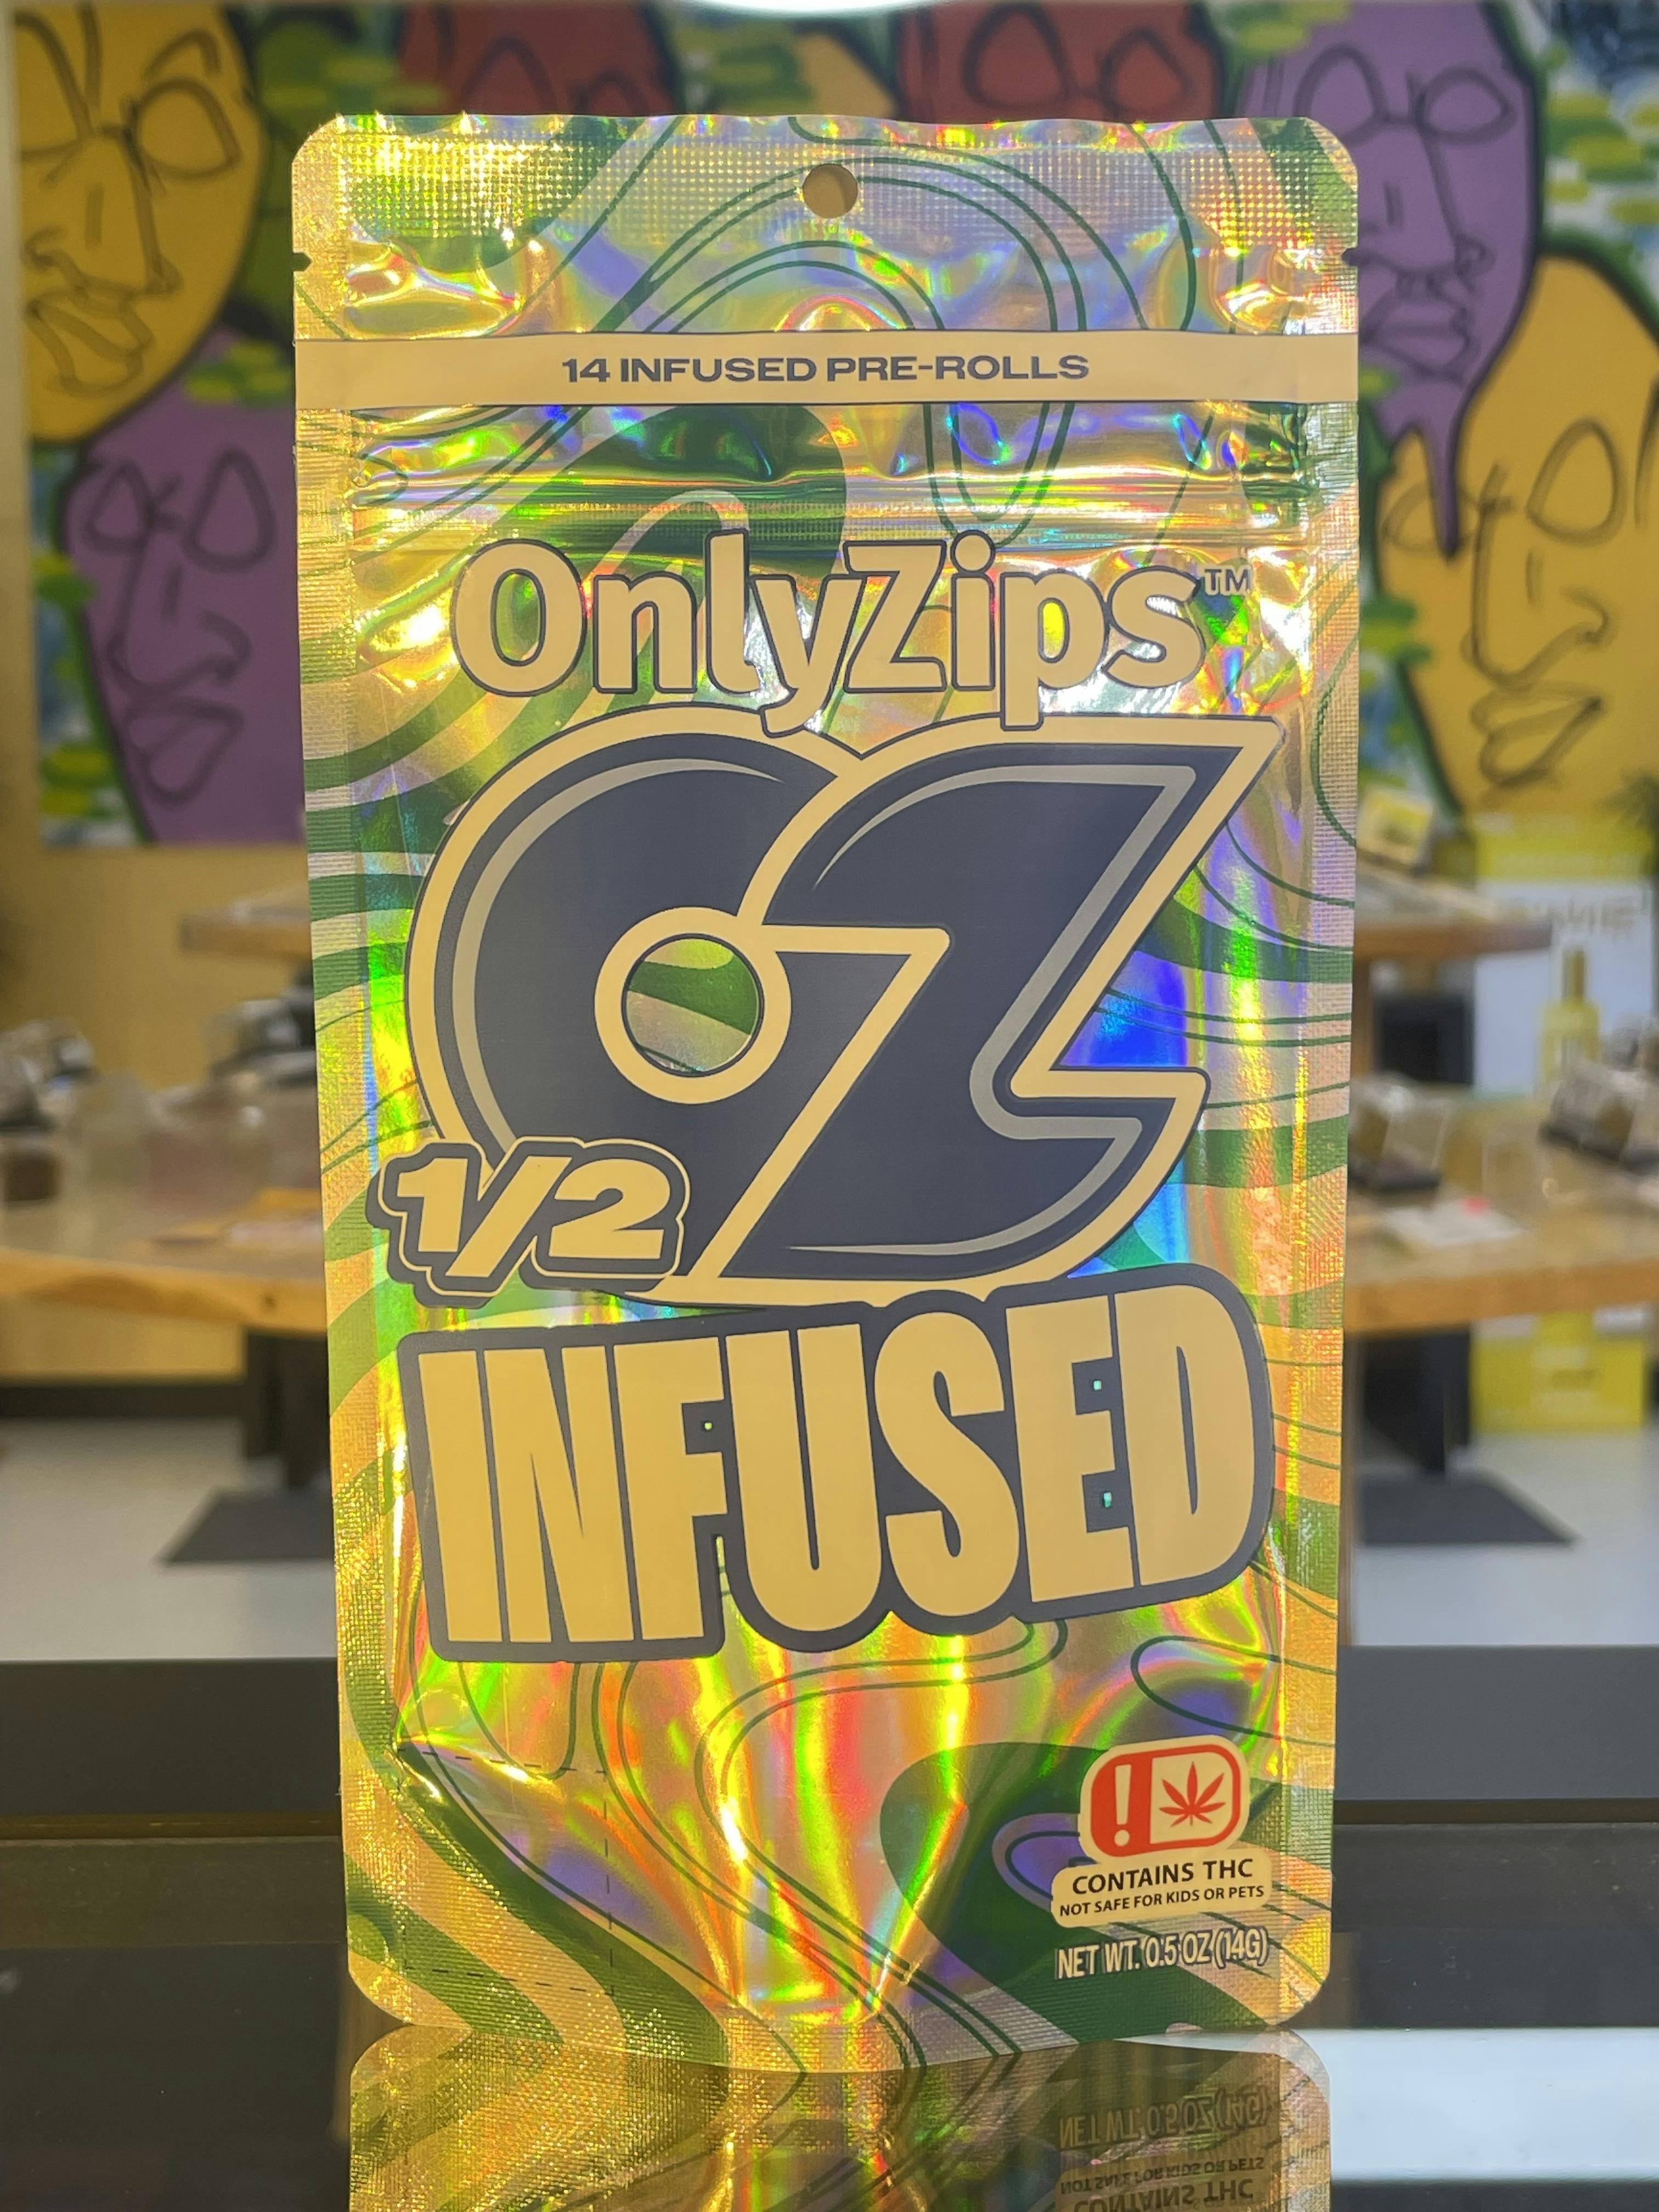 14 INFUSED PRE-ROLLS
OnlyZips™
OZ
1/2
INFUSED
!
CONTAINS THC
NOT SAFE FOR KIDS OR PETS
NET WT. 0.5 OZ (14G)